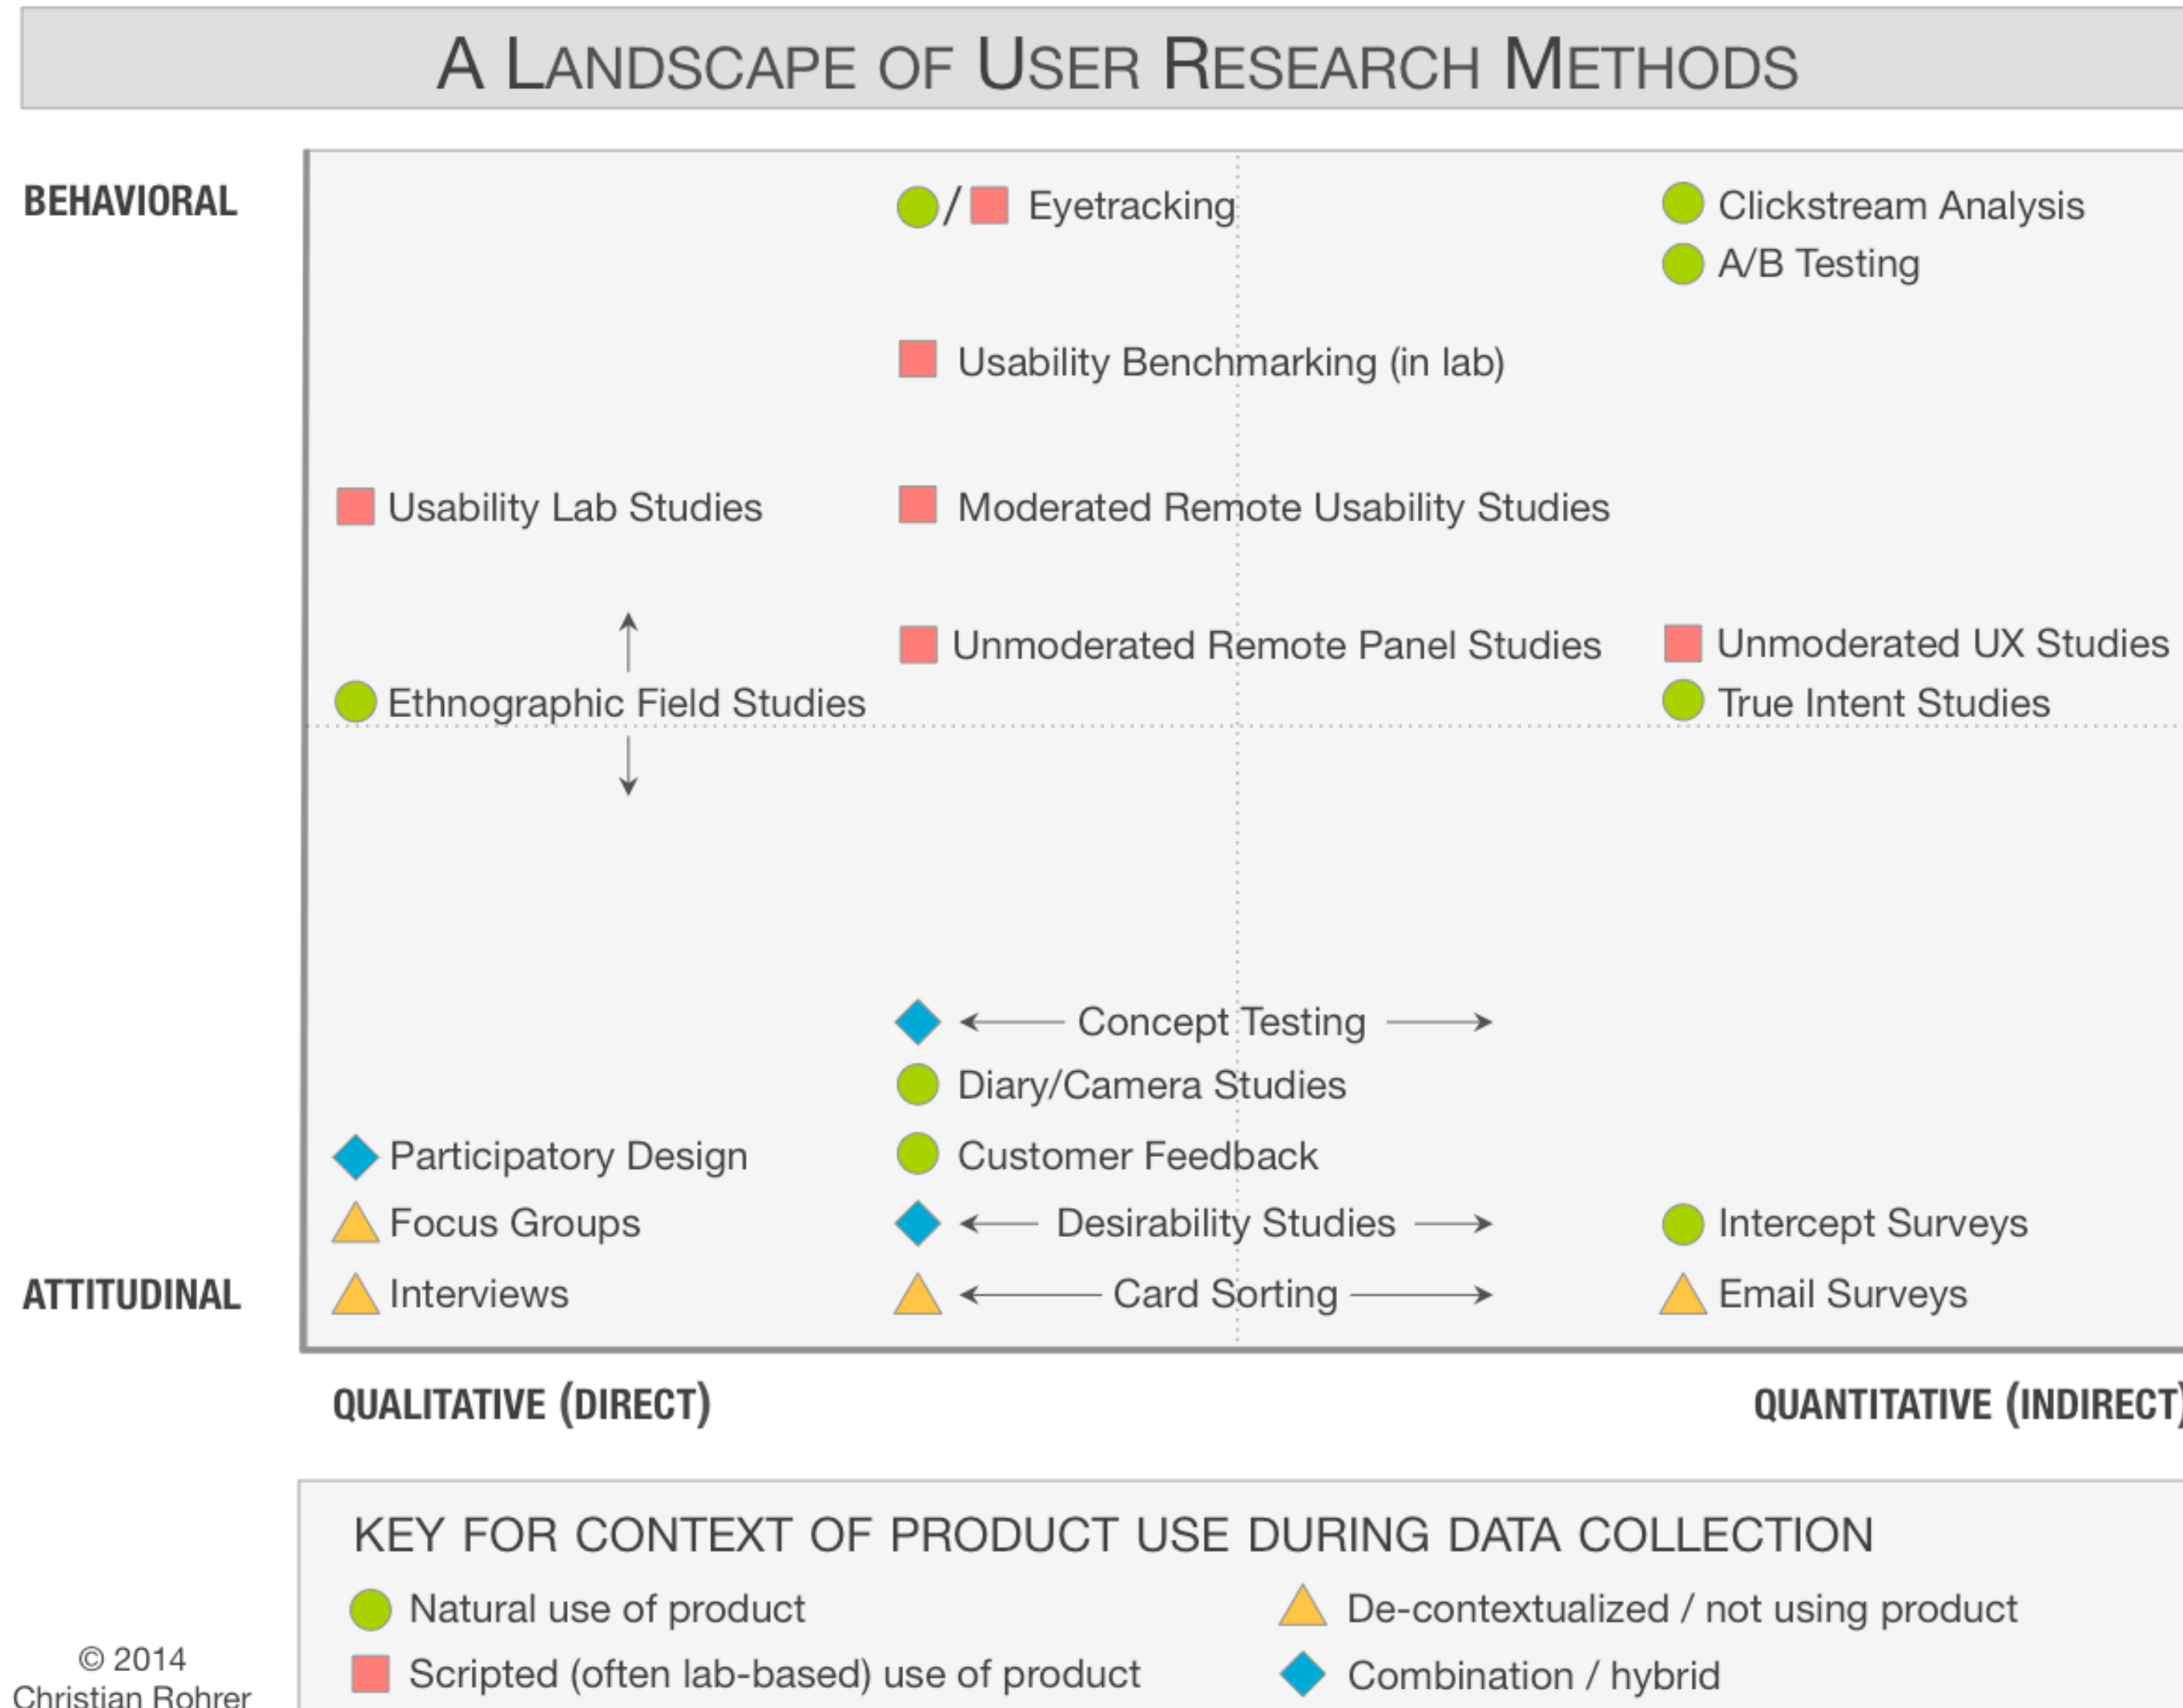 A LANDSCAPE OF USER RESEARCH METHODS
BEHAVIORAL
/ Eyetracking
Clickstream Analysis
A/B Testing
Usability Benchmarking (in lab)
Usability Lab Studies
Moderated Remote Usability Studies
Unmoderated Remote Panel Studies
Unmoderated UX Studies
Ethnographic Field Studies
True Intent Studies
Concept Testing
Diary/Camera Studies
Participatory Design
Customer Feedback
Focus Groups
Desirability Studies
Intercept Surveys
ATTITUDINAL
Interviews
Card Sorting
Email Surveys
QUALITATIVE (DIRECT)
QUANTITATIVE (INDIRECT)
KEY FOR CONTEXT OF PRODUCT USE DURING DATA COLLECTION
Natural use of product
De-contextualized / not using product
Scripted (often lab-based) use of product
Combination / hybrid
© 2014
Christian Rohrer